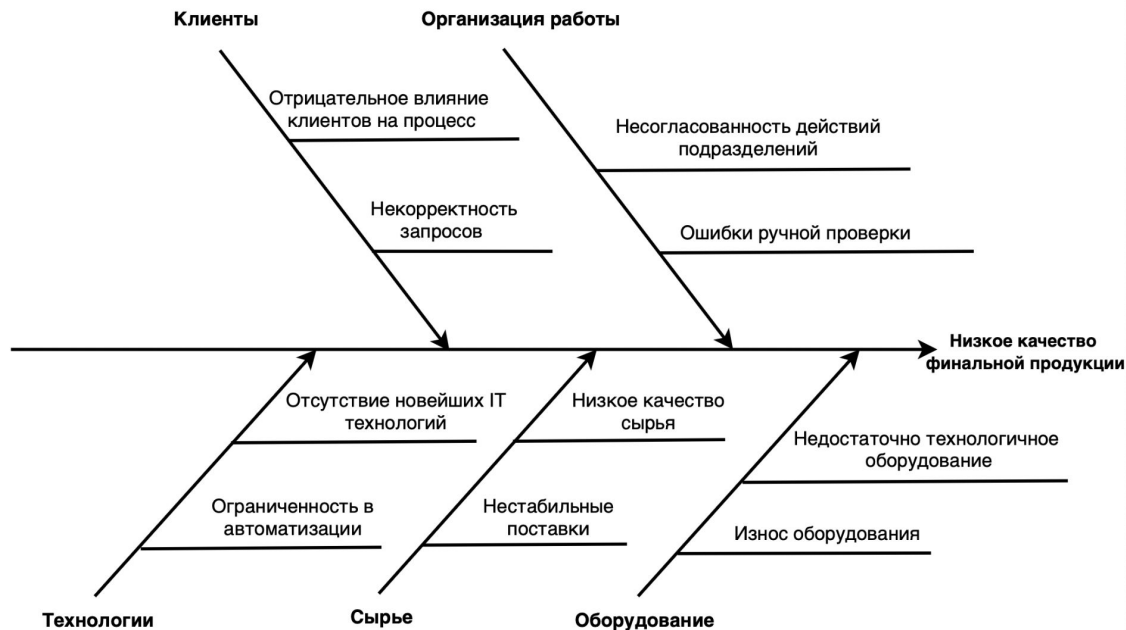 Клиенты
Организация работы
Отрицательное влияние
клиентов на процесс
Несогласованность действий
подразделений
Некорректность
запросов
Ошибки ручной проверки
Низкое качество
финальной продукции
Отсутствие новейших IT
технологий
Низкое качество
сырья
Недостаточно технологичное
оборудование
Ограниченность в
автоматизации
Нестабильные
поставки
Износ оборудования
Технологии
Сырье
Оборудование